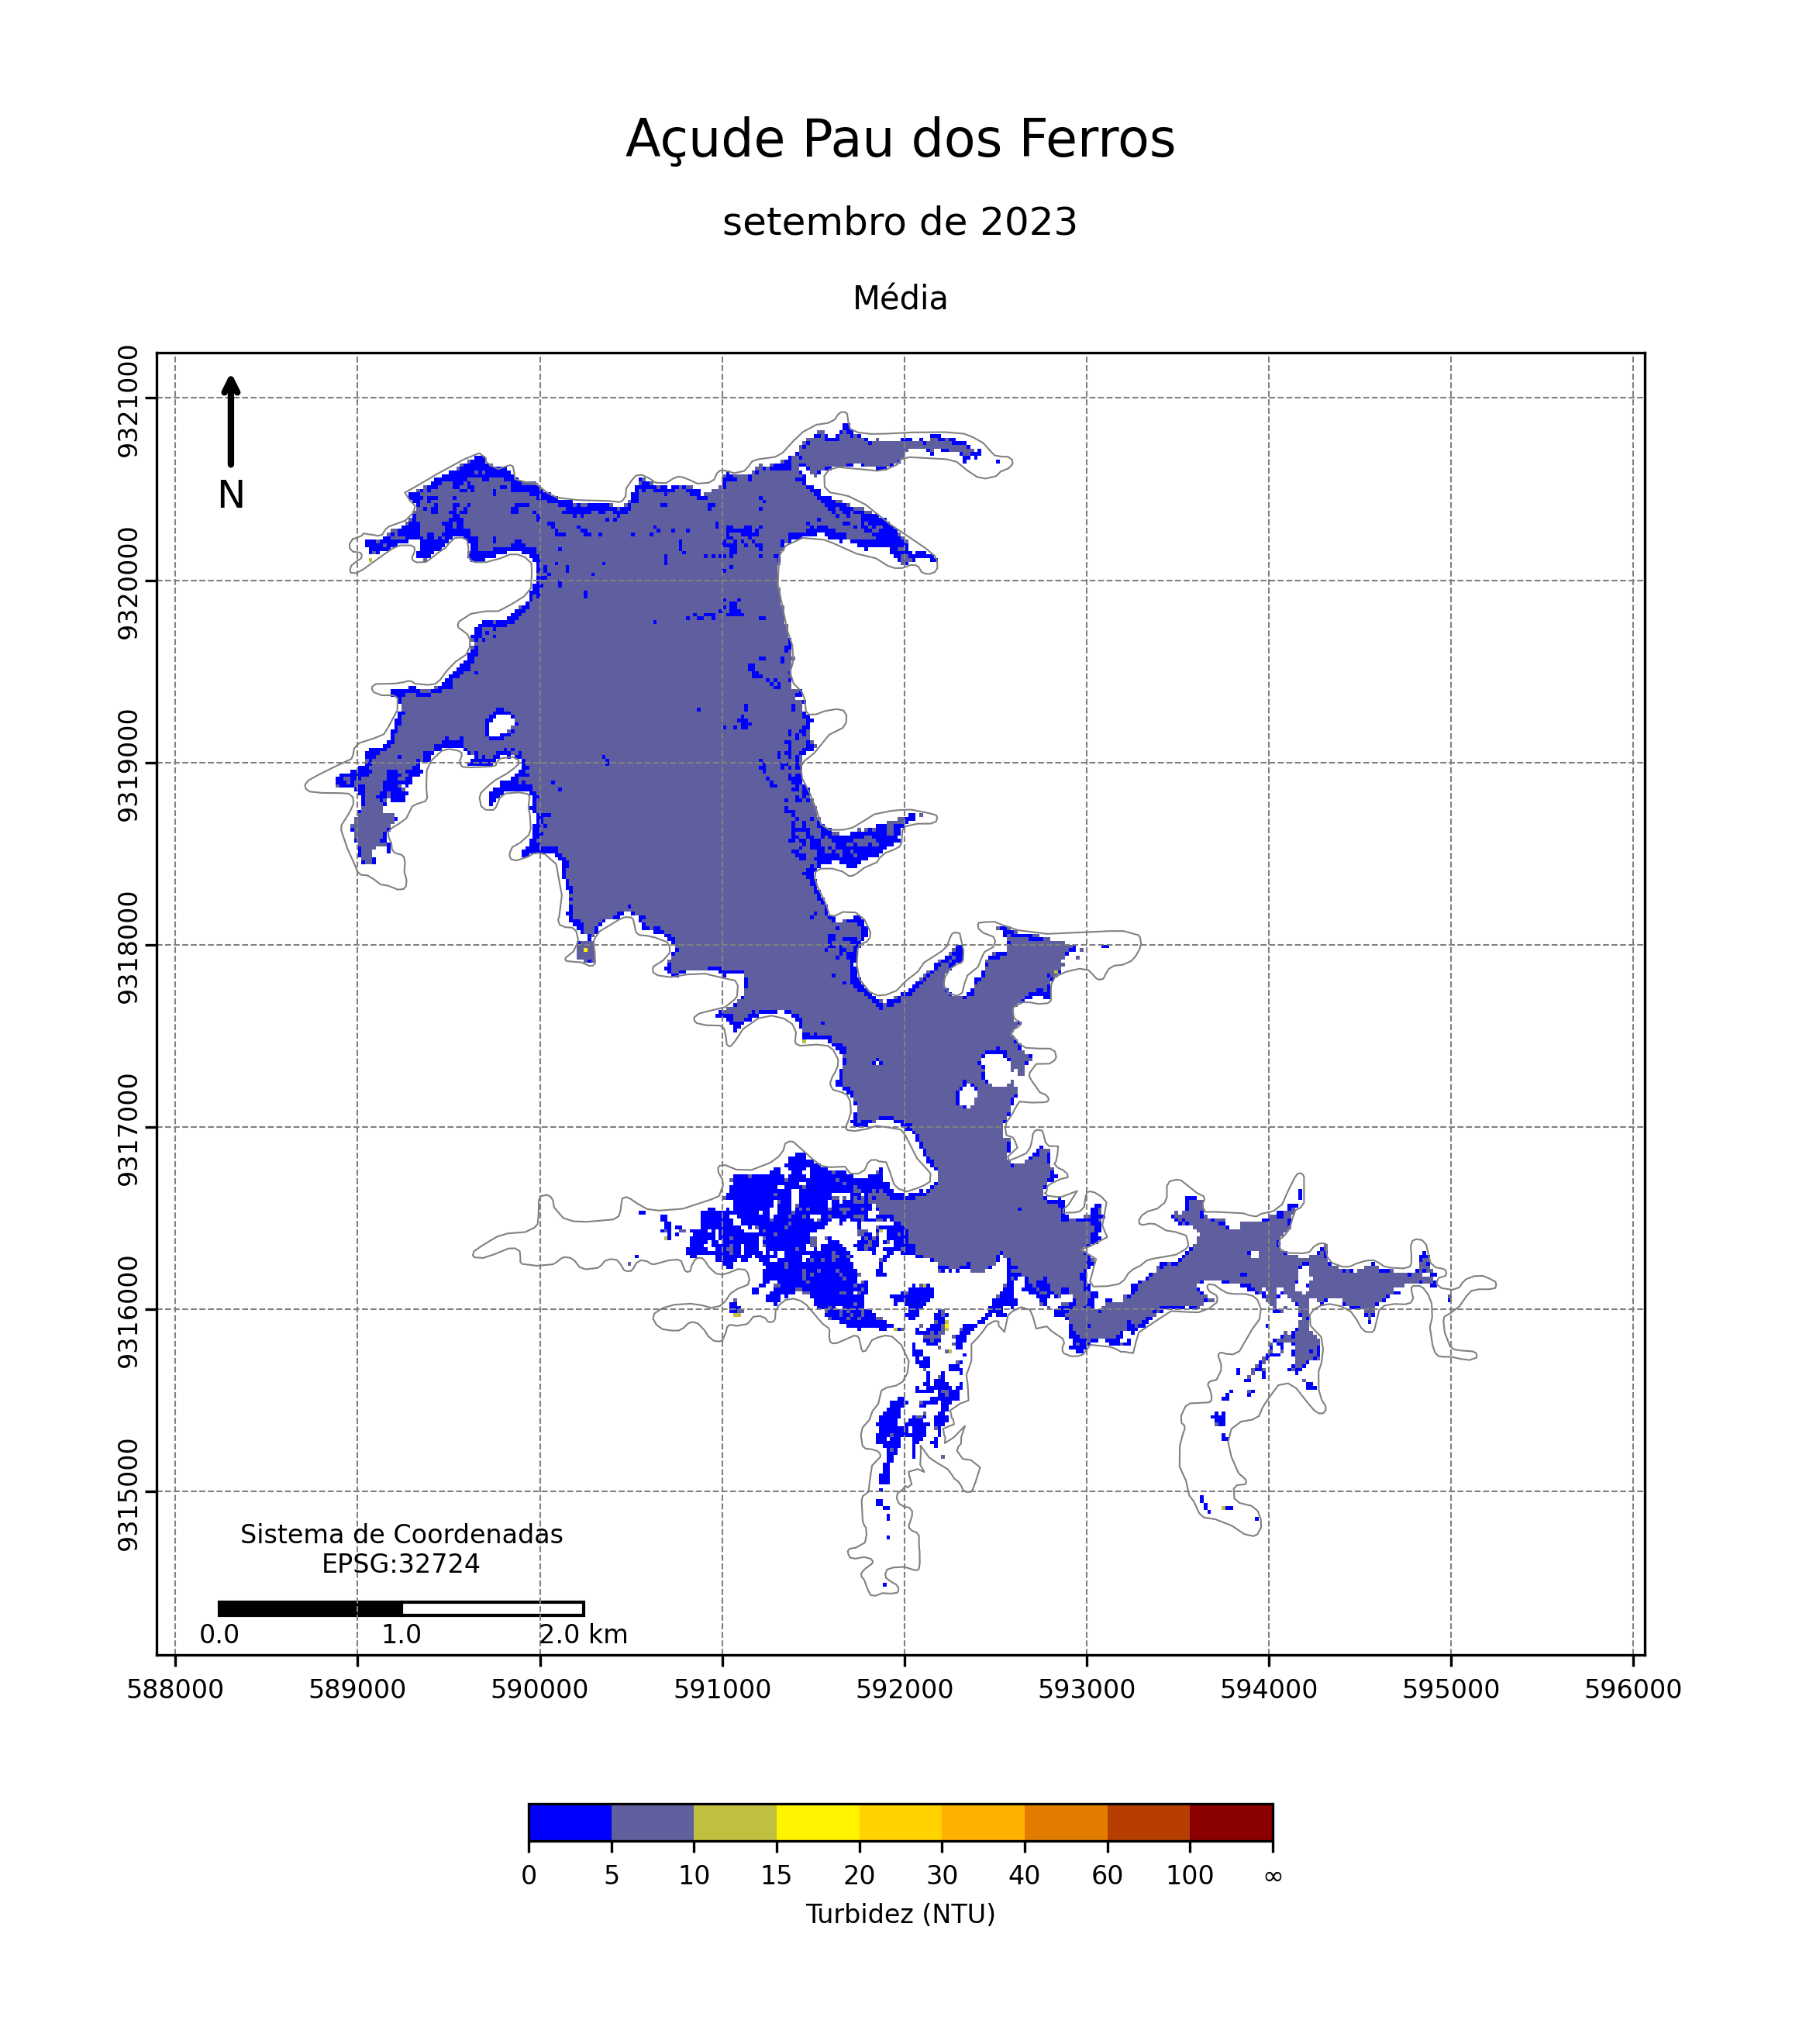 Açude Pau dos Ferros
setembro de 2023
Média
9321000
9320000
9319000
9318000
9317000
9316000
9315000
N
Sistema de Coordenadas
EPSG:32724
0.0 1.0 2.0 km
588000 589000 590000 591000 592000 593000 594000 595000 596000
0 5 10 15 20 30 40 60 100 ∞
Turbidez (NTU)